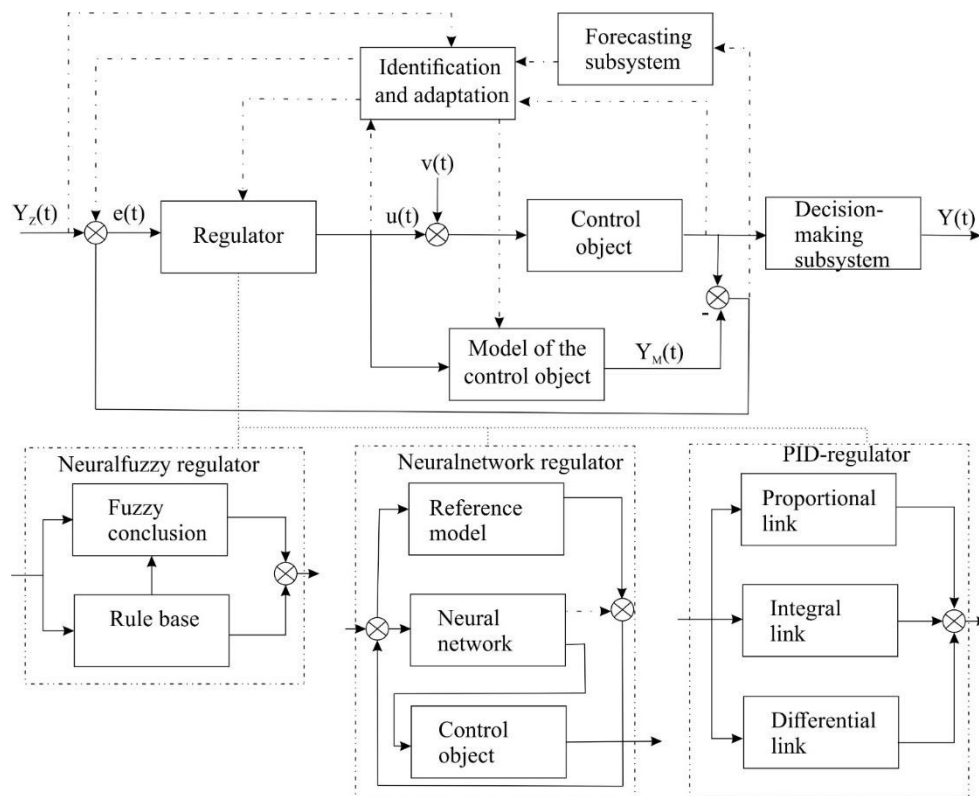 Forecasting
subsystem
Identification
and adaptation
v(t)
Y_Z(t)
e(t)
Regulator
u(t)
Control
object
Decision-
making
subsystem
Y(t)
-
Model of the
control object
Y_M(t)
Neuralfuzzy regulator
Fuzzy
conclusion
Rule base
Neuralnetwork regulator
Reference
model
Neural
network
Control
object
PID-regulator
Proportional
link
Integral
link
Differential
link